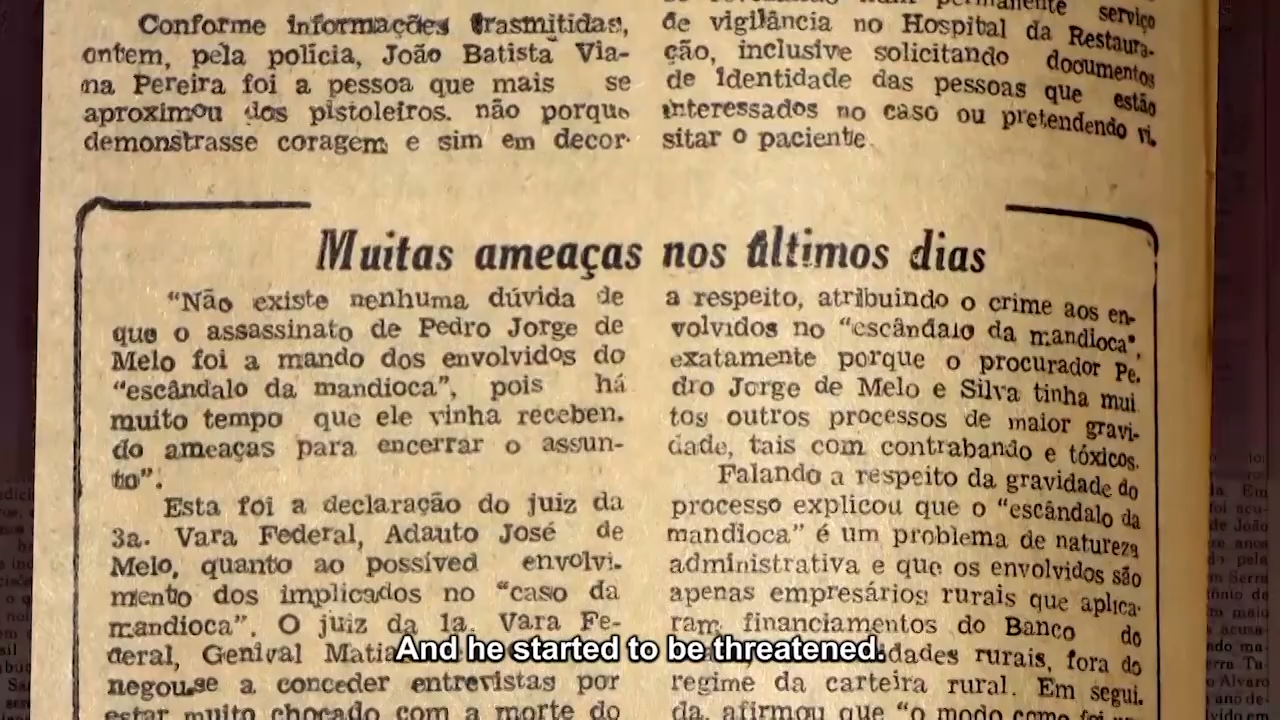 Conforme informações trasmitidas,
ontem, pela polícia, João Batista Via-
na Pereira foi a pessoa que mais se
aproximou dos pistoleiros. não porque
demonstrasse coragem e sim em decor-
permanente serviço
de vigilância no Hospital da Restaura-
ção, inclusive solicitando documentos
de identidade das pessoas que estão
interessados no caso ou pretendendo vi.
sitar o paciente.
Muitas ameaças nos últimos dias
“Não existe nenhuma dúvida de
que o assassinato de Pedro Jorge de
Melo foi a mando dos envolvidos do
“escândalo da mandioca”, pois há
muito tempo que ele vinha receben.
do ameaças para encerrar o assun-
to”.
Esta foi a declaração do juiz da
3a. Vara Federal, Adauto José de
Melo, quanto ao possíved envolvi-
mento dos implicados no “caso da
mandioca”. O juiz da 1a. Vara Fe-
deral, Genival Matia
negou-se a conceder entrevistas por
estar muito chocado com a morte do
a respeito, atribuindo o crime aos en-
volvidos no “escândalo da mandioca”,
exatamente porque o procurador Pe-
dro Jorge de Melo e Silva tinha mui
tos outros processos de maior gravi-
dade, tais com contrabando e tóxicos.
Falando a respeito da gravidade do
processo explicou que o “escândalo da
mandioca” é um problema de natureza
administrativa e que os envolvidos são
apenas empresários rurais que aplica-
ram financiamentos do Banco do
dades rurais, fora do
regime da carteira rural. Em segui.
da, afirmou que “o modo como foi
And he started to be threatened.